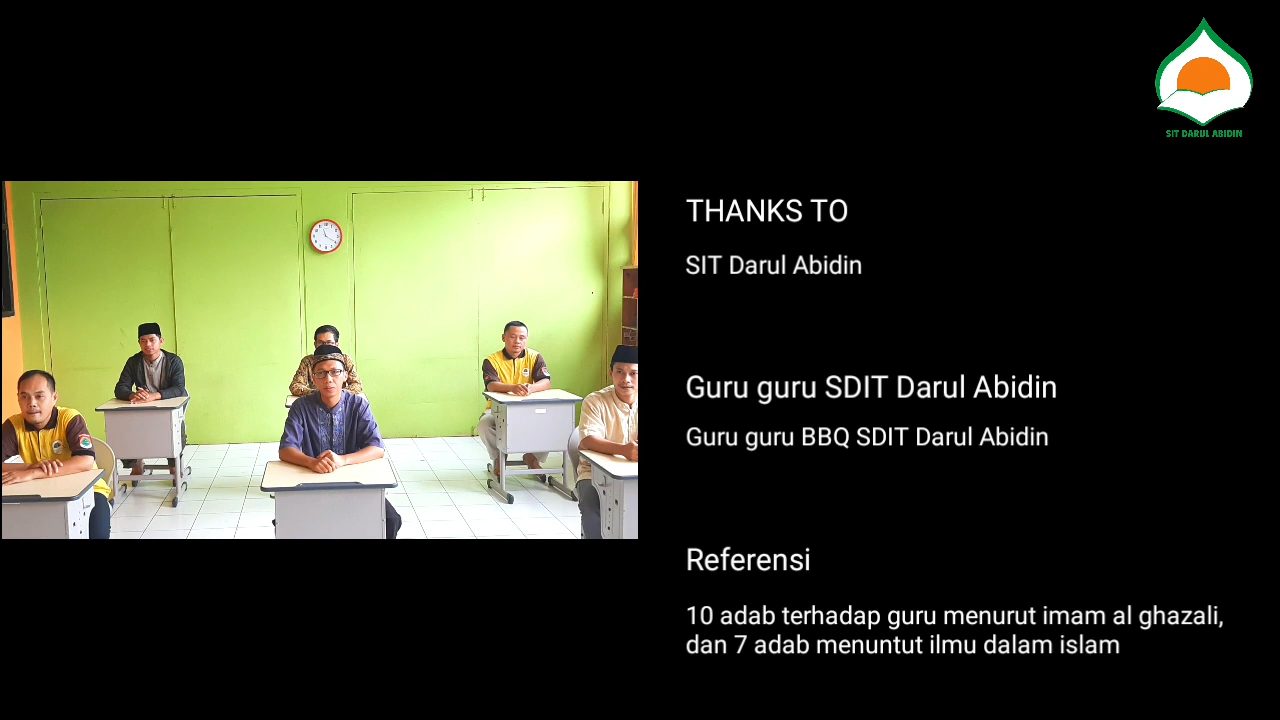 SIT DARUL ABIDIN
THANKS TO
SIT Darul Abidin
Guru guru SDIT Darul Abidin
Guru guru BBQ SDIT Darul Abidin
Referensi
10 adab terhadap guru menurut imam al ghazali,
dan 7 adab menuntut ilmu dalam islam